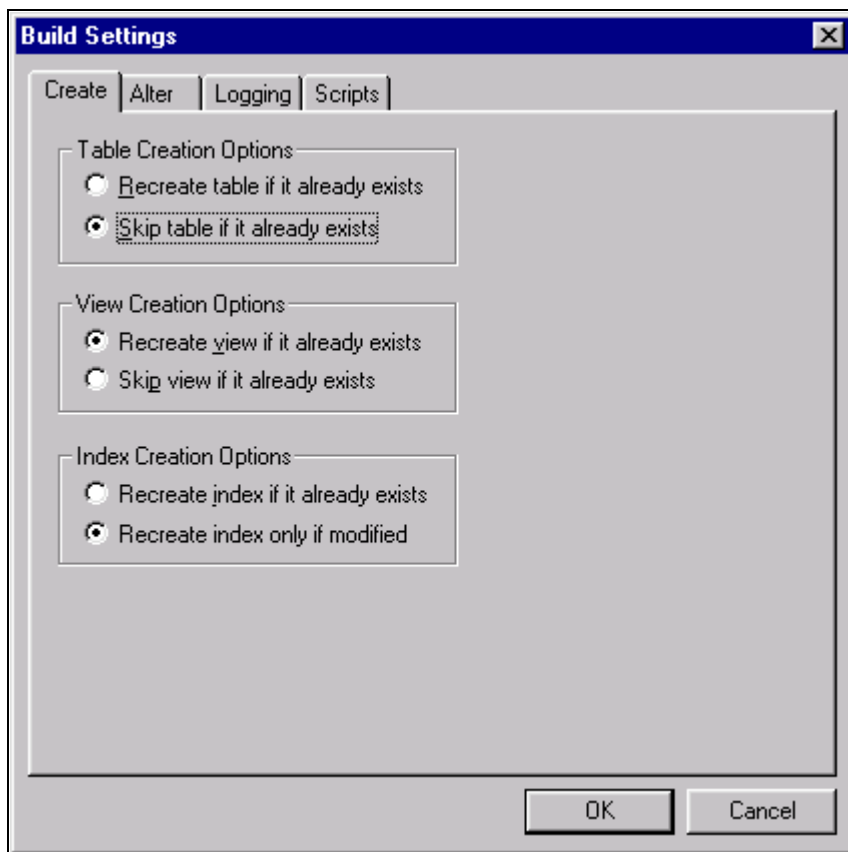 Build Settings
Create Alter Logging Scripts
Table Creation Options
Recreate table if it already exists
Skip table if it already exists
View Creation Options
Recreate view if it already exists
Skip view if it already exists
Index Creation Options
Recreate index if it already exists
Recreate index only if modified
OK Cancel